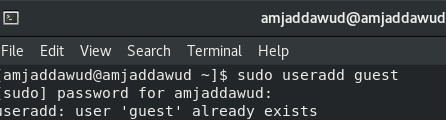 amjaddawud@amjaddawud
File Edit View Search Terminal Help
[amjaddawud@amjaddawud ~]$ sudo useradd guest
[sudo] password for amjaddawud:
useradd: user 'guest' already exists